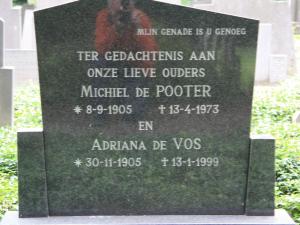 MIJN GENADE IS U GENOEG
TER GEDACHTENIS AAN
ONZE LIEVE OUDERS
MICHIEL DE POOTER
* 8-9-1905 † 13-4-1973
EN
ADRIANA DE VOS
* 30-11-1905 † 13-1-1999